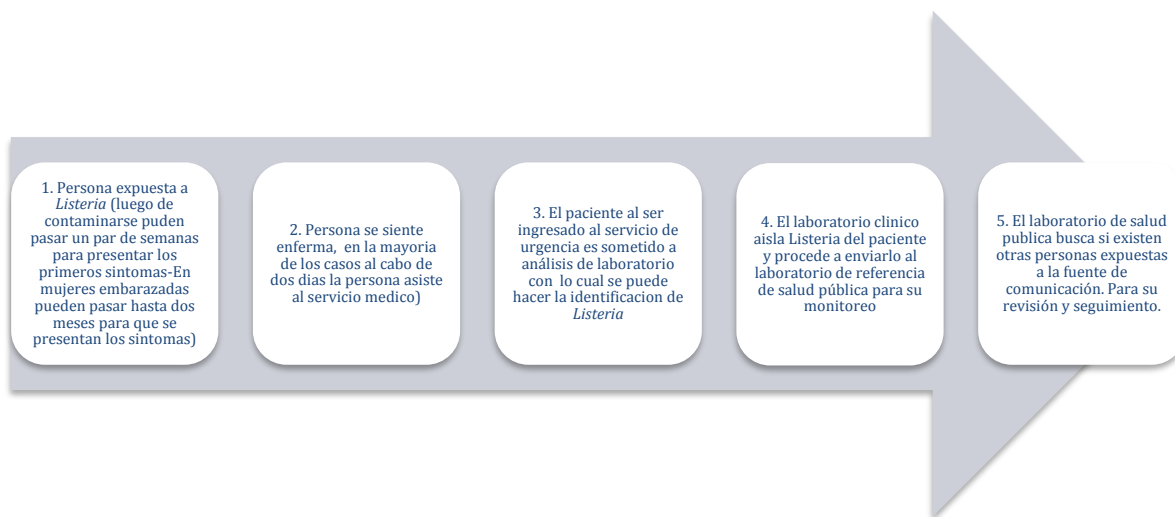 1. Persona expuesta a
Listeria (luego de
contaminarse puden
pasar un par de semanas
para presentar los
primeros sintomas-En
mujeres embarazadas
pueden pasar hasta dos
meses para que se
presentan los sintomas)
2. Persona se siente
enferma, en la mayoria
de los casos al cabo de
dos dias la persona asiste
al servicio medico)
3. El paciente al ser
ingresado al servicio de
urgencia es sometido a
análisis de laboratorio
con lo cual se puede
hacer la identificacion de
Listeria
4. El laboratorio clinico
aisla Listeria del paciente
y procede a enviarlo al
laboratorio de referencia
de salud pública para su
monitoreo
5. El laboratorio de salud
publica busca si existen
otras personas expuestas
a la fuente de
comunicación. Para su
revisión y seguimiento.